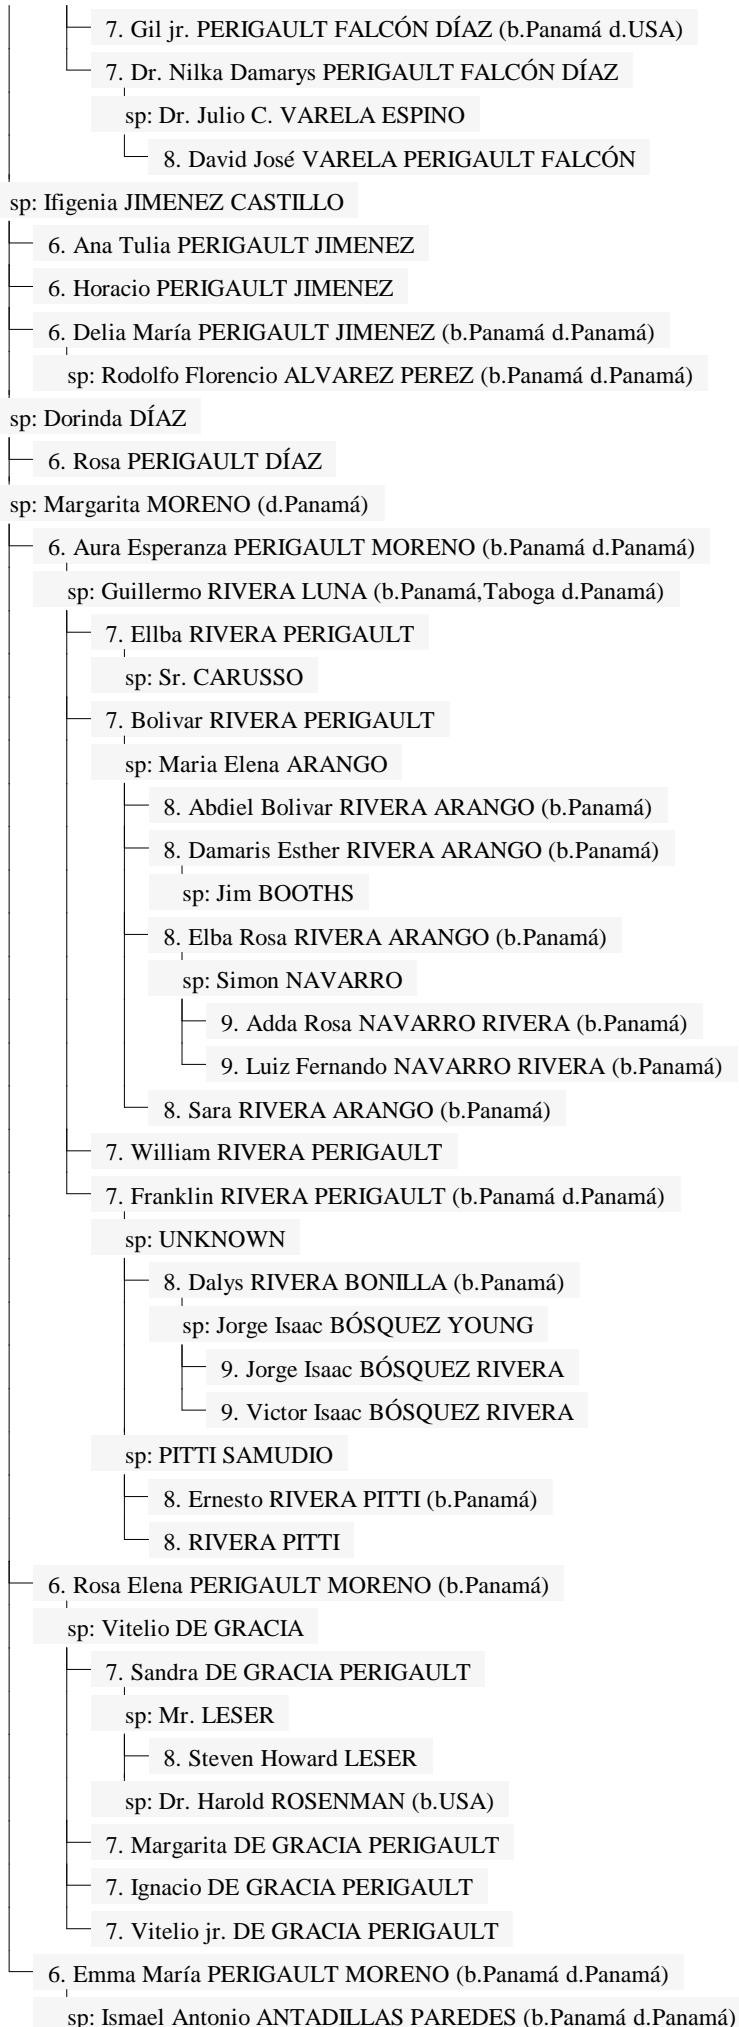 7. Gil jr. PERIGAULT FALCÓN DÍAZ (b.Panamá d.USA)
7. Dr. Nilka Damarys PERIGAULT FALCÓN DÍAZ
sp: Dr. Julio C. VARELA ESPINO
8. David José VARELA PERIGAULT FALCÓN
sp: Ifigenia JIMENEZ CASTILLO
6. Ana Tulia PERIGAULT JIMENEZ
6. Horacio PERIGAULT JIMENEZ
6. Delia María PERIGAULT JIMENEZ (b.Panamá d.Panamá)
sp: Rodolfo Florencio ALVAREZ PEREZ (b.Panamá d.Panamá)
sp: Dorinda DÍAZ
6. Rosa PERIGAULT DÍAZ
sp: Margarita MORENO (d.Panamá)
6. Aura Esperanza PERIGAULT MORENO (b.Panamá d.Panamá)
sp: Guillermo RIVERA LUNA (b.Panamá,Taboga d.Panamá)
7. Ellba RIVERA PERIGAULT
sp: Sr. CARUSSO
7. Bolivar RIVERA PERIGAULT
sp: Maria Elena ARANGO
8. Abdiel Bolivar RIVERA ARANGO (b.Panamá)
8. Damaris Esther RIVERA ARANGO (b.Panamá)
sp: Jim BOOTHS
8. Elba Rosa RIVERA ARANGO (b.Panamá)
sp: Simon NAVARRO
9. Adda Rosa NAVARRO RIVERA (b.Panamá)
9. Luiz Fernando NAVARRO RIVERA (b.Panamá)
8. Sara RIVERA ARANGO (b.Panamá)
7. William RIVERA PERIGAULT
7. Franklin RIVERA PERIGAULT (b.Panamá d.Panamá)
sp: UNKNOWN
8. Dalys RIVERA BONILLA (b.Panamá)
sp: Jorge Isaac BÓSQUEZ YOUNG
9. Jorge Isaac BÓSQUEZ RIVERA
9. Victor Isaac BÓSQUEZ RIVERA
sp: PITTI SAMUDIO
8. Ernesto RIVERA PITTI (b.Panamá)
8. RIVERA PITTI
6. Rosa Elena PERIGAULT MORENO (b.Panamá)
sp: Vitelio DE GRACIA
7. Sandra DE GRACIA PERIGAULT
sp: Mr. LESER
8. Steven Howard LESER
sp: Dr. Harold ROSENMAN (b.USA)
7. Margarita DE GRACIA PERIGAULT
7. Ignacio DE GRACIA PERIGAULT
7. Vitelio jr. DE GRACIA PERIGAULT
6. Emma María PERIGAULT MORENO (b.Panamá d.Panamá)
sp: Ismael Antonio ANTADILLAS PAREDES (b.Panamá d.Panamá)